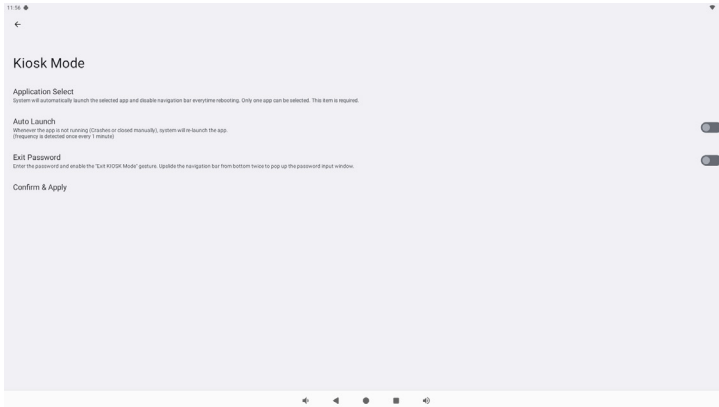 11:56
Kiosk Mode
Application Select
System will automatically launch the selected app and disable navigation bar everytime rebooting. Only one app can be selected. This item is required.
Auto Launch
Whenever the app is not running (Crashes or closed manually), system will re-launch the app.
(frequency is detected once every 1 minute)
Exit Password
Enter the password and enable the "Exit KIOSK Mode" gesture. Upslide the navigation bar from bottom twice to pop up the password input window.
Confirm & Apply